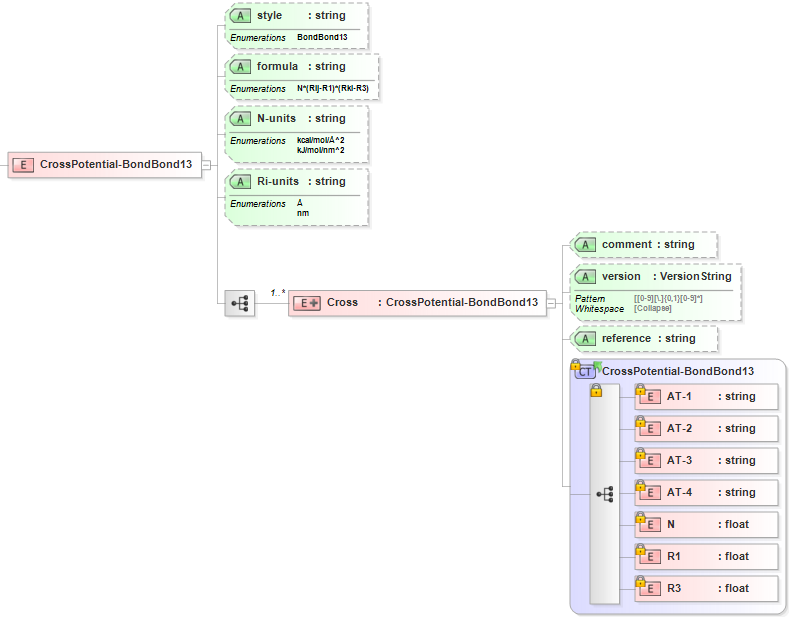 A style : string
Enumerations BondBond13
A formula : string
Enumerations N*(Rij-R1)*(Rkl-R3)
A N-units : string
Enumerations kcal/mol/Å^2
kJ/mol/nm^2
E CrossPotential-BondBond13
A Ri-units : string
Enumerations Å
nm
A comment : string
1..*
E+ Cross : CrossPotential-BondBond13
A version : VersionString
Pattern [[0-9][\.]{0,1}[0-9]*]
Whitespace [Collapse]
A reference : string
CT CrossPotential-BondBond13
E AT-1 : string
E AT-2 : string
E AT-3 : string
E AT-4 : string
E N : float
E R1 : float
E R3 : float